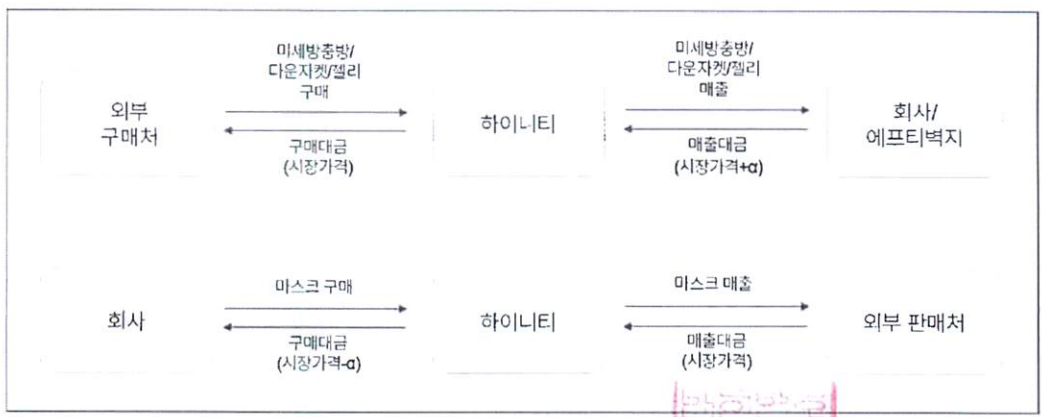 미세방충방/
다운자켓/젤리
구매
미세방충방/
다운자켓/젤리
매출
외부
구매처
하이니티
회사/
에프티벽지
구매대금
(시장가격)
매출대금
(시장가격+α)
마스크 구매
마스크 매출
회사
하이니티
외부 판매처
구매대금
(시장가격-α)
매출대금
(시장가격)